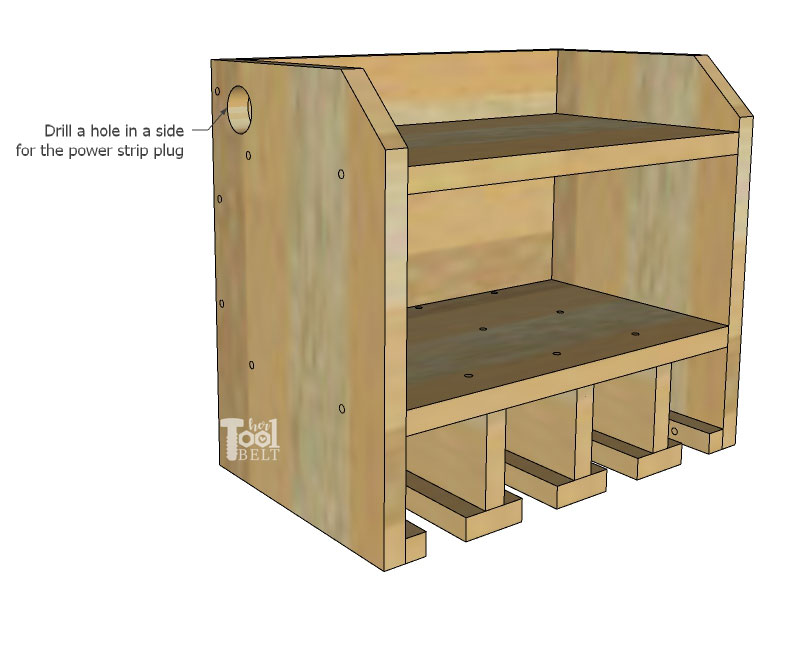 Drill a hole in a side
for the power strip plug
her
Tool
BELT